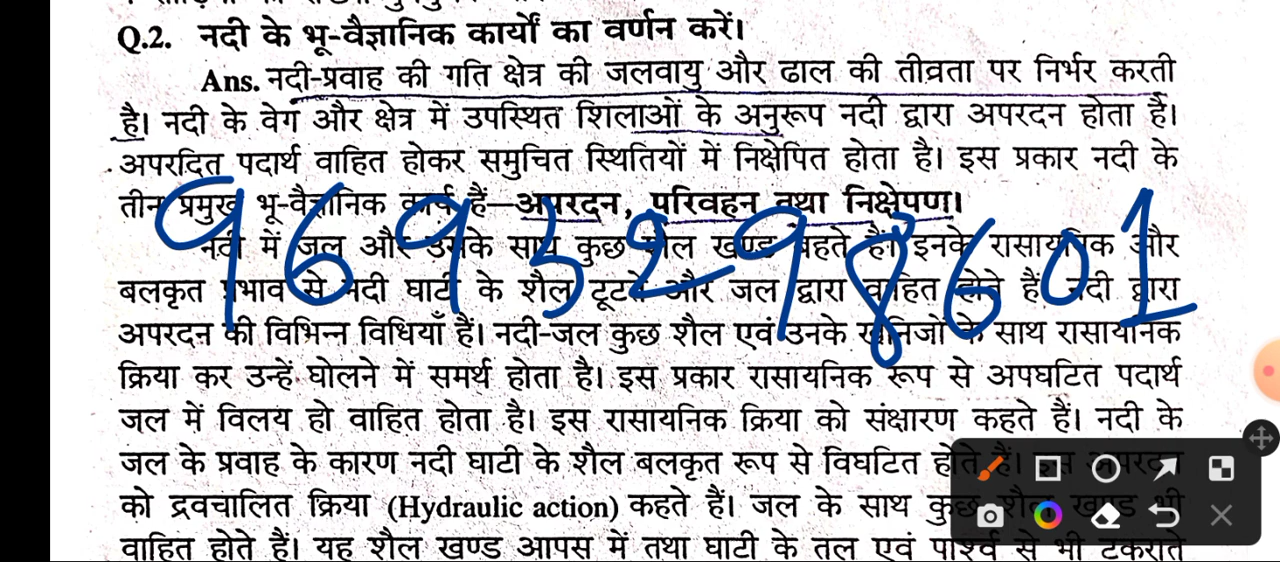 Q.2. नदी के भू-वैज्ञानिक कार्यों का वर्णन करें।
Ans. नदी-प्रवाह की गति क्षेत्र की जलवायु और ढाल की तीव्रता पर निर्भर करती
है। नदी के वेग और क्षेत्र में उपस्थित शिलाओं के अनुरूप नदी द्वारा अपरदन होता है।
अपरदित पदार्थ वाहित होकर समुचित स्थितियों में निक्षेपित होता है। इस प्रकार नदी के
तीन प्रमुख भू-वैज्ञानिक कार्य हैं—अपरदन, परिवहन तथा निक्षेपण।
9693298601
नदी में जल और उसके साथ कुछ शैल खण्ड बहते हैं। इनके रासायनिक और
बलकृत प्रभाव से नदी घाटी के शैल टूटते और जल द्वारा वाहित होते हैं। नदी द्वारा
अपरदन की विभिन्न विधियाँ हैं। नदी-जल कुछ शैल एवं उनके खनिजों के साथ रासायनिक
क्रिया कर उन्हें घोलने में समर्थ होता है। इस प्रकार रासायनिक रूप से अपघटित पदार्थ
जल में विलय हो वाहित होता है। इस रासायनिक क्रिया को संक्षारण कहते हैं। नदी के
जल के प्रवाह के कारण नदी घाटी के शैल बलकृत रूप से विघटित होते हैं। इस अपरदन
को द्रवचालित क्रिया (Hydraulic action) कहते हैं। जल के साथ कुछ शैल खण्ड भी
वाहित होते हैं। यह शैल खण्ड आपस में तथा घाटी के तल एवं पार्श्व से भी टकराते